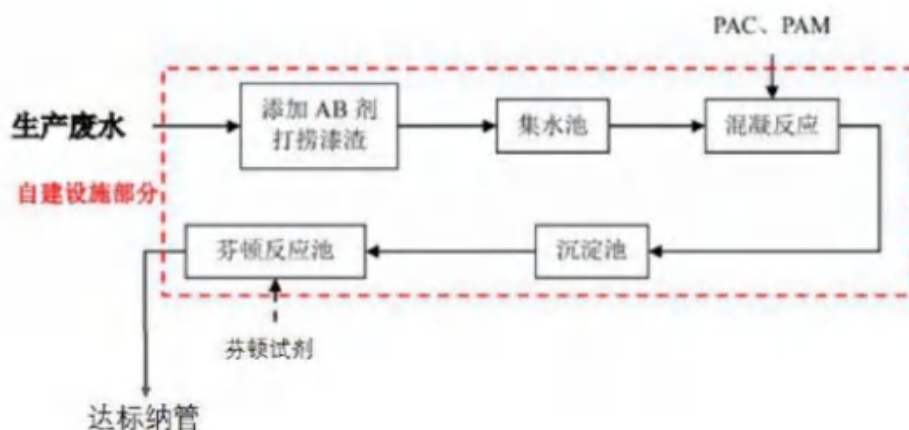 PAC、PAM
生产废水
添加 AB 剂
打捞漆渣
集水池
混凝反应
自建设施部分
芬顿反应池
沉淀池
芬顿试剂
达标纳管